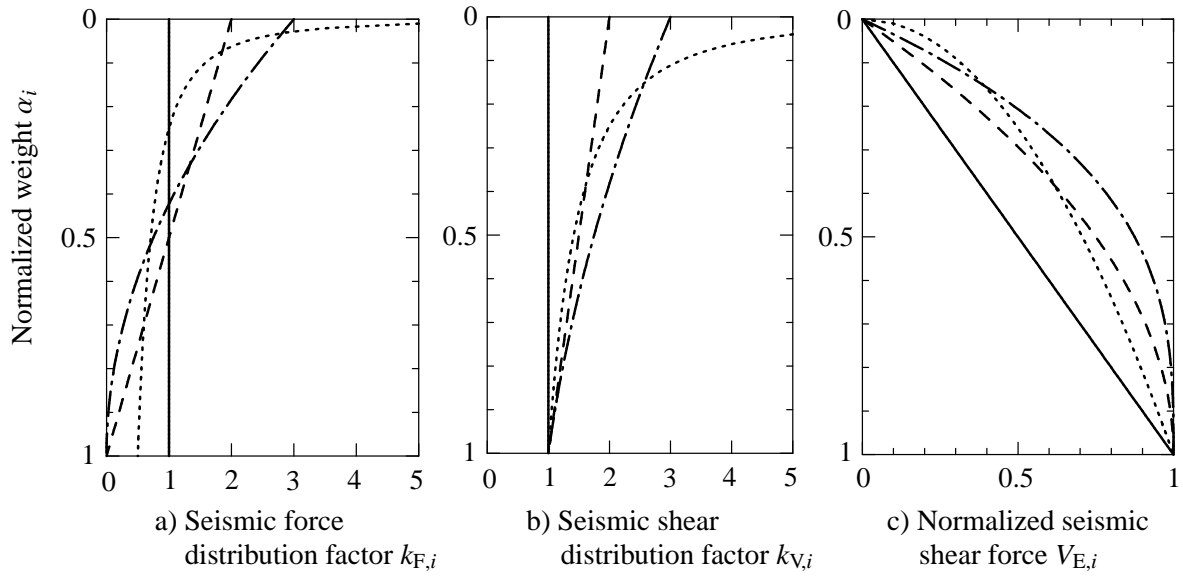 Normalized weight αᵢ
0
0.5
1
0 1 2 3 4 5
a) Seismic force
distribution factor k_F,i
0
0.5
1
0 1 2 3 4 5
b) Seismic shear
distribution factor k_V,i
0
0.5
1
0 0.5 1
c) Normalized seismic
shear force V_E,i